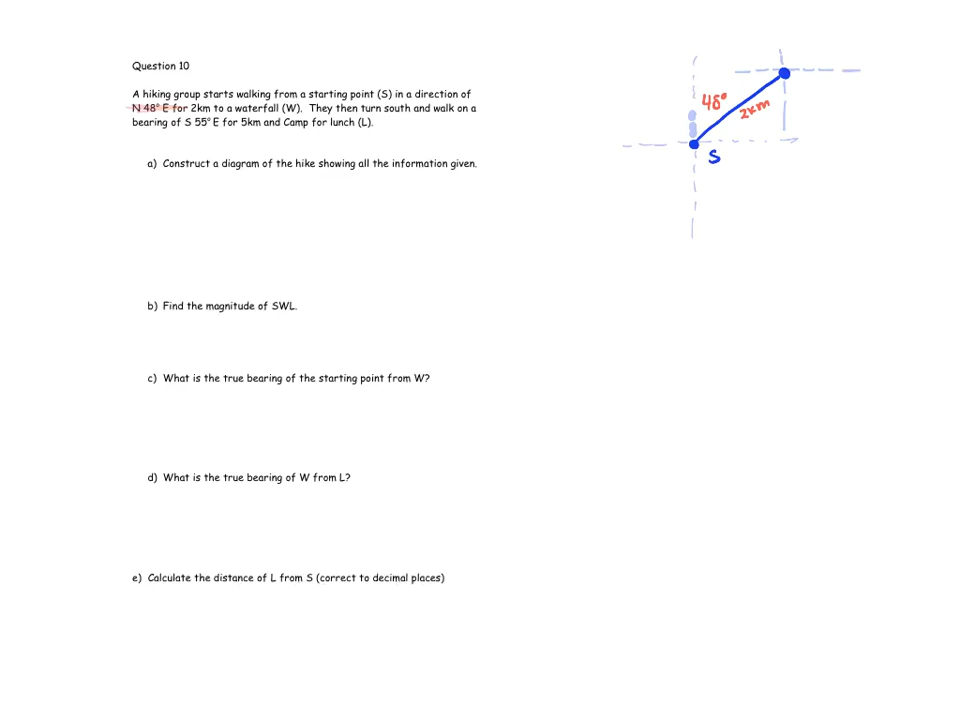 Question 10
A hiking group starts walking from a starting point (S) in a direction of
N 48° E for 2km to a waterfall (W). They then turn south and walk on a
bearing of S 55° E for 5km and Camp for lunch (L).
a) Construct a diagram of the hike showing all the information given.
b) Find the magnitude of SWL.
c) What is the true bearing of the starting point from W?
d) What is the true bearing of W from L?
e) Calculate the distance of L from S (correct to decimal places)
48°
2km
S